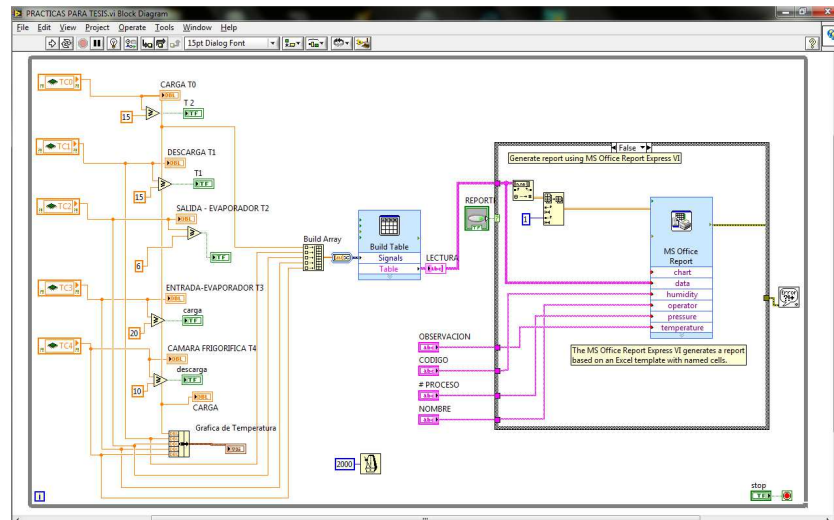 PRACTICAS PARA TESIS.vi Block Diagram
File Edit View Project Operate Tools Window Help
15pt Dialog Font
TC0
CARGA T0
DBL
T 2
15
TF
TC1
DESCARGA T1
DBL
T1
15
TF
TC2
SALIDA - EVAPORADOR T2
DBL
6
TF
TC3
ENTRADA-EVAPORADOR T3
DBL
carga
20
TF
TC4
CAMARA FRIGORIFICA T4
DBL
descarga
10
TF
DBL
CARGA
Grafica de Temperatura
Build Array
Build Table
Signals
Table
LECTURA
abc
REPORT
False
Generate report using MS Office Report Express VI
1
MS Office
Report
chart
data
humidity
operator
pressure
temperature
The MS Office Report Express VI generates a report
based on an Excel template with named cells.
OBSERVACION
abc
CODIGO
abc
# PROCESO
abc
NOMBRE
abc
2000
i
stop
TF